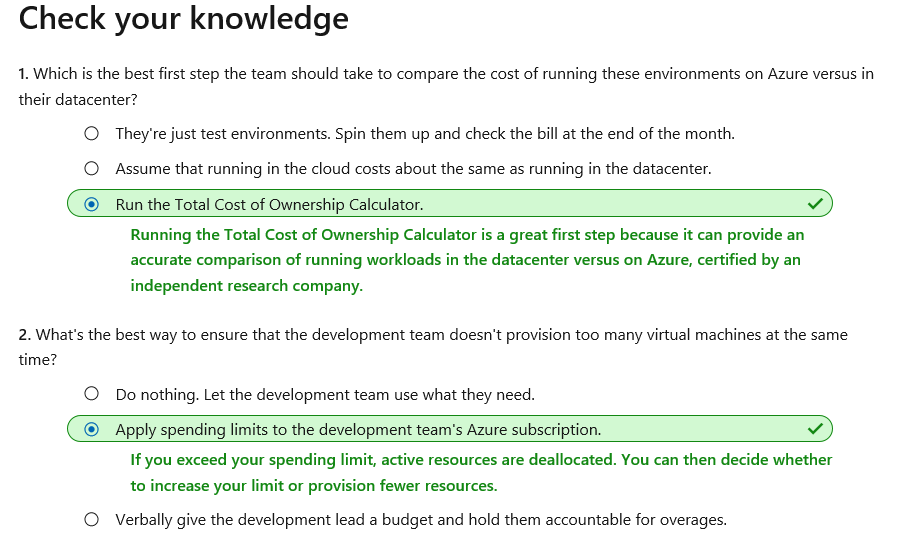 Check your knowledge
1. Which is the best first step the team should take to compare the cost of running these environments on Azure versus in
their datacenter?
They're just test environments. Spin them up and check the bill at the end of the month.
Assume that running in the cloud costs about the same as running in the datacenter.
Run the Total Cost of Ownership Calculator.
Running the Total Cost of Ownership Calculator is a great first step because it can provide an
accurate comparison of running workloads in the datacenter versus on Azure, certified by an
independent research company.
2. What's the best way to ensure that the development team doesn't provision too many virtual machines at the same
time?
Do nothing. Let the development team use what they need.
Apply spending limits to the development team's Azure subscription.
If you exceed your spending limit, active resources are deallocated. You can then decide whether
to increase your limit or provision fewer resources.
Verbally give the development lead a budget and hold them accountable for overages.